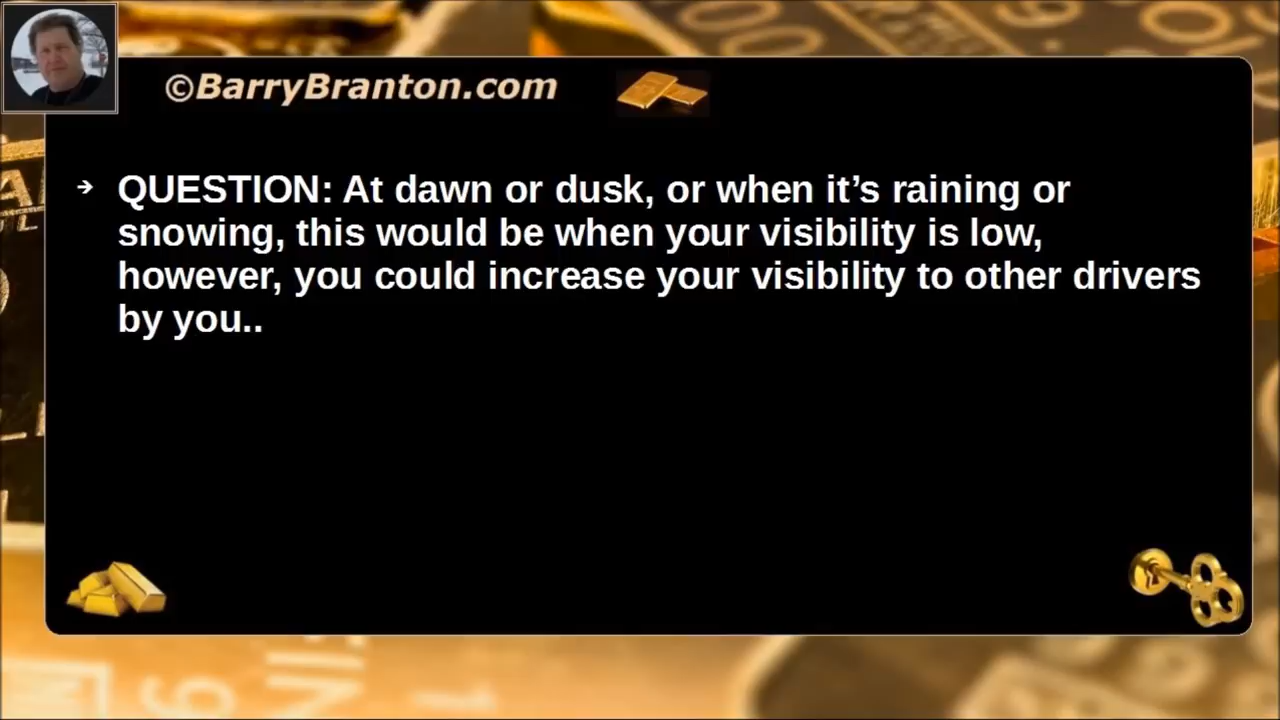 ©BarryBranton.com
➔ QUESTION: At dawn or dusk, or when it’s raining or
snowing, this would be when your visibility is low,
however, you could increase your visibility to other drivers
by you..